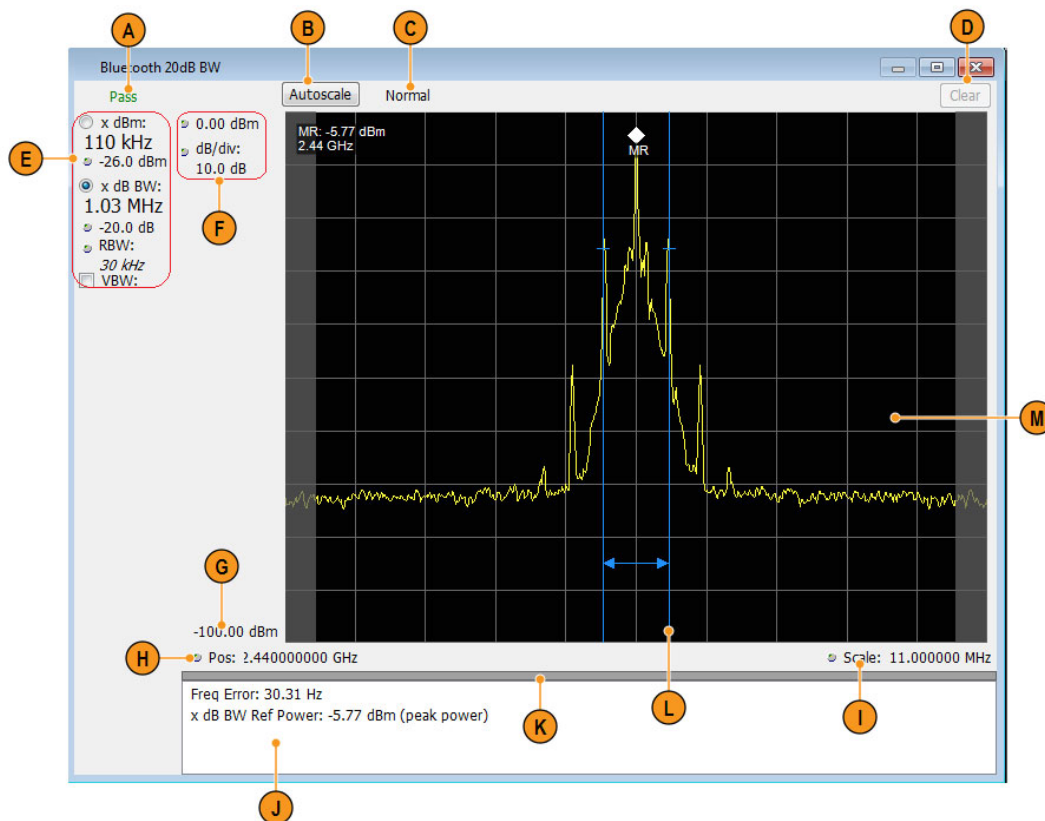 A
B
C
D
Bluetooth 20dB BW
Pass
Autoscale
Normal
Clear
E
x dBm:
110 kHz
-26.0 dBm
x dB BW:
1.03 MHz
-20.0 dB
RBW:
30 kHz
VBW:
0.00 dBm
dB/div:
10.0 dB
F
MR: -5.77 dBm
2.44 GHz
MR
M
G
-100.00 dBm
H
Pos: 2.440000000 GHz
Scale: 11.000000 MHz
Freq Error: 30.31 Hz
x dB BW Ref Power: -5.77 dBm (peak power)
K
L
I
J